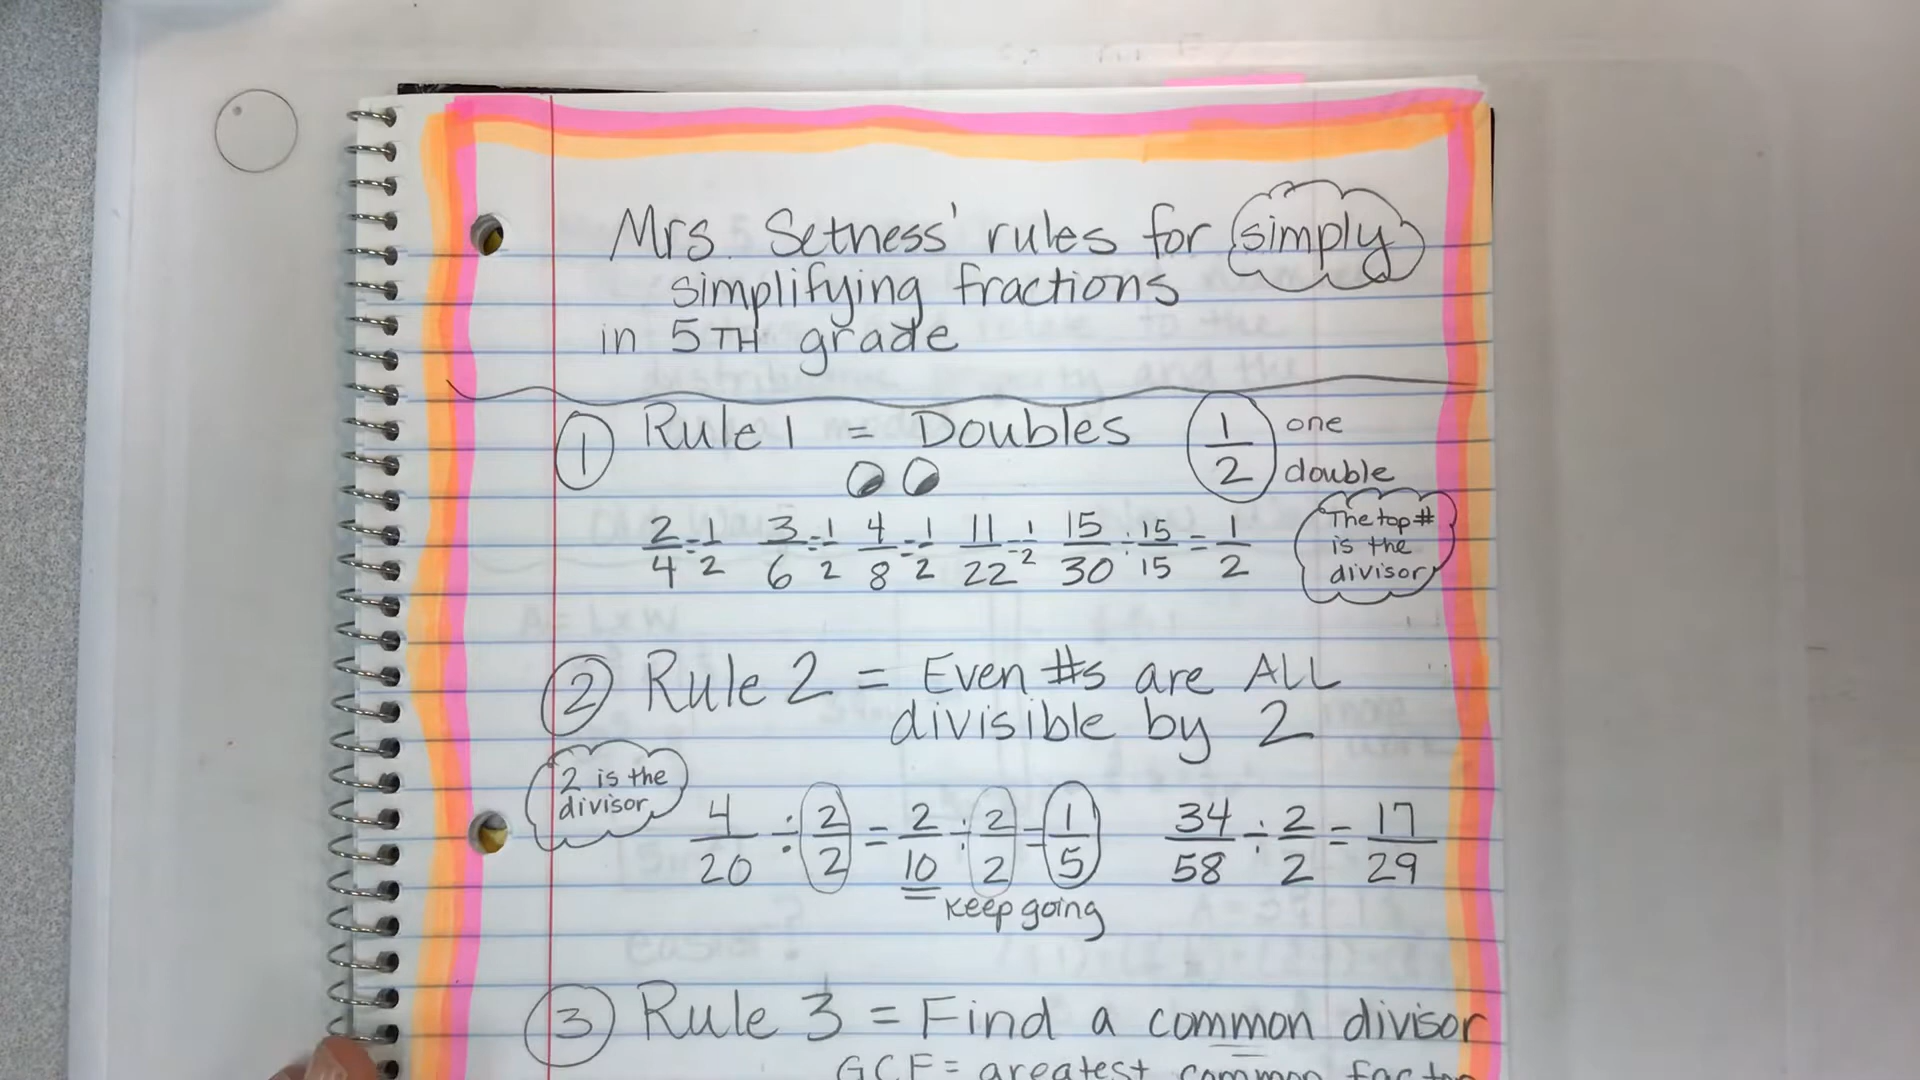 Mrs. Setness' rules for simply
simplifying fractions
in 5TH grade
① Rule 1 = Doubles 1/2 one double
2/4 = 1/2 3/6 = 1/2 4/8 = 1/2 11/22 = 1/2 15/30 ÷ 15/15 = 1/2
The top #
is the
divisor
② Rule 2 = Even #s are ALL
divisible by 2
2 is the
divisor
4/20 ÷ 2/2 = 2/10 ÷ 2/2 = 1/5 34/58 ÷ 2/2 = 17/29
keep going
③ Rule 3 = Find a common divisor
GCF = greatest common factor